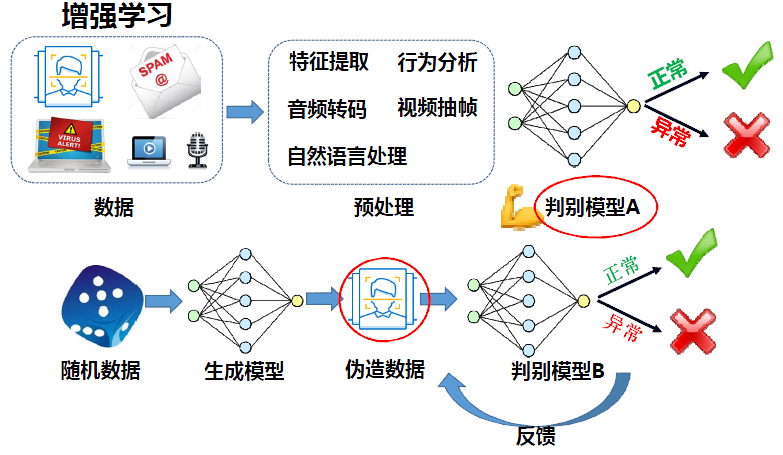 增强学习
特征提取 行为分析
音频转码 视频抽帧
自然语言处理
SPAM
@
VIRUS
ALERT!
正常
异常
数据
预处理
判别模型A
正常
异常
随机数据
生成模型
伪造数据
判别模型B
反馈